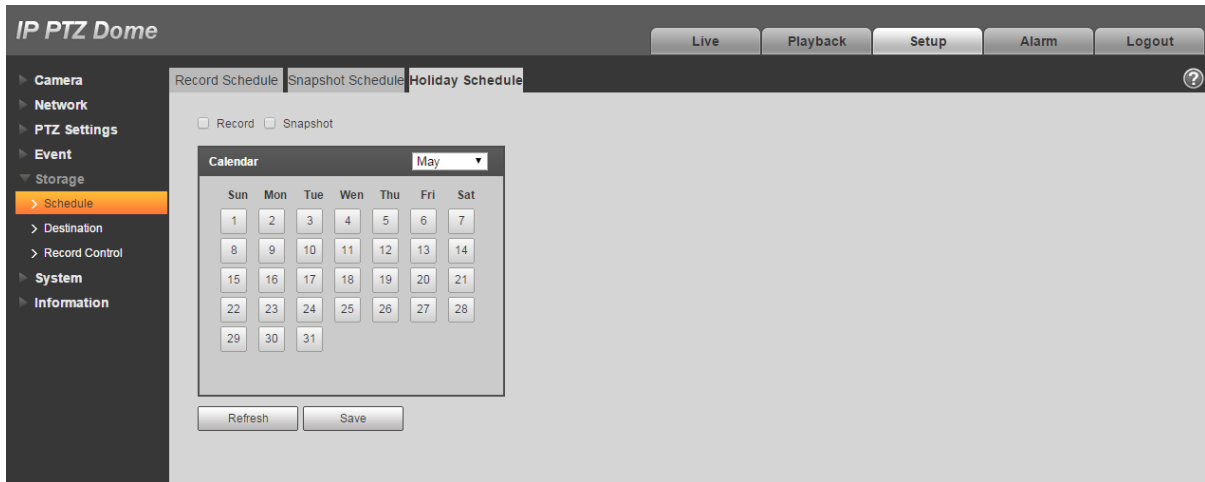 IP PTZ Dome
Live Playback Setup Alarm Logout
Camera
Network
PTZ Settings
Event
Storage
Schedule
Destination
Record Control
System
Information
Record Schedule Snapshot Schedule Holiday Schedule
?
Record Snapshot
Calendar May
Sun Mon Tue Wen Thu Fri Sat
1 2 3 4 5 6 7
8 9 10 11 12 13 14
15 16 17 18 19 20 21
22 23 24 25 26 27 28
29 30 31
Refresh Save